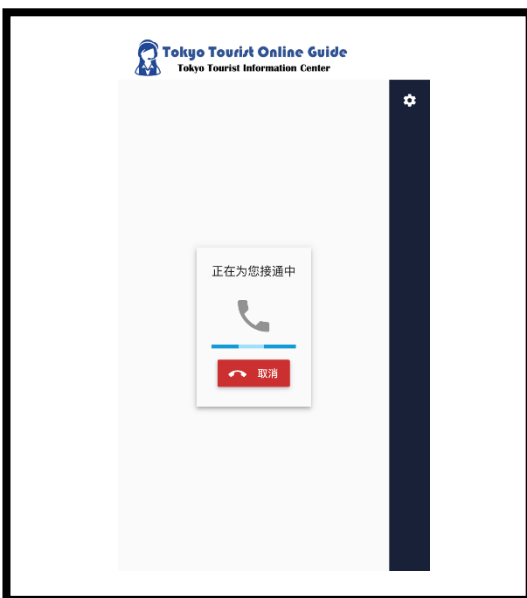 Tokyo Tourist Online Guide
Tokyo Tourist Information Center
正在为您接通中
取消